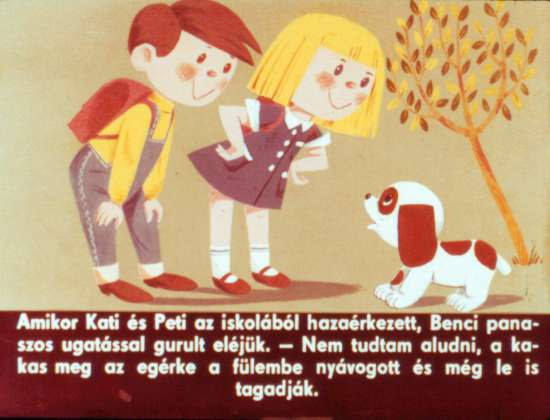 Amikor Kati és Peti az iskolából hazaérkezett, Benci pana-
szos ugatással gurult eléjük. — Nem tudtam aludni, a ka-
kas meg az egérke a fülembe nyávogott és még le is
tagadják.